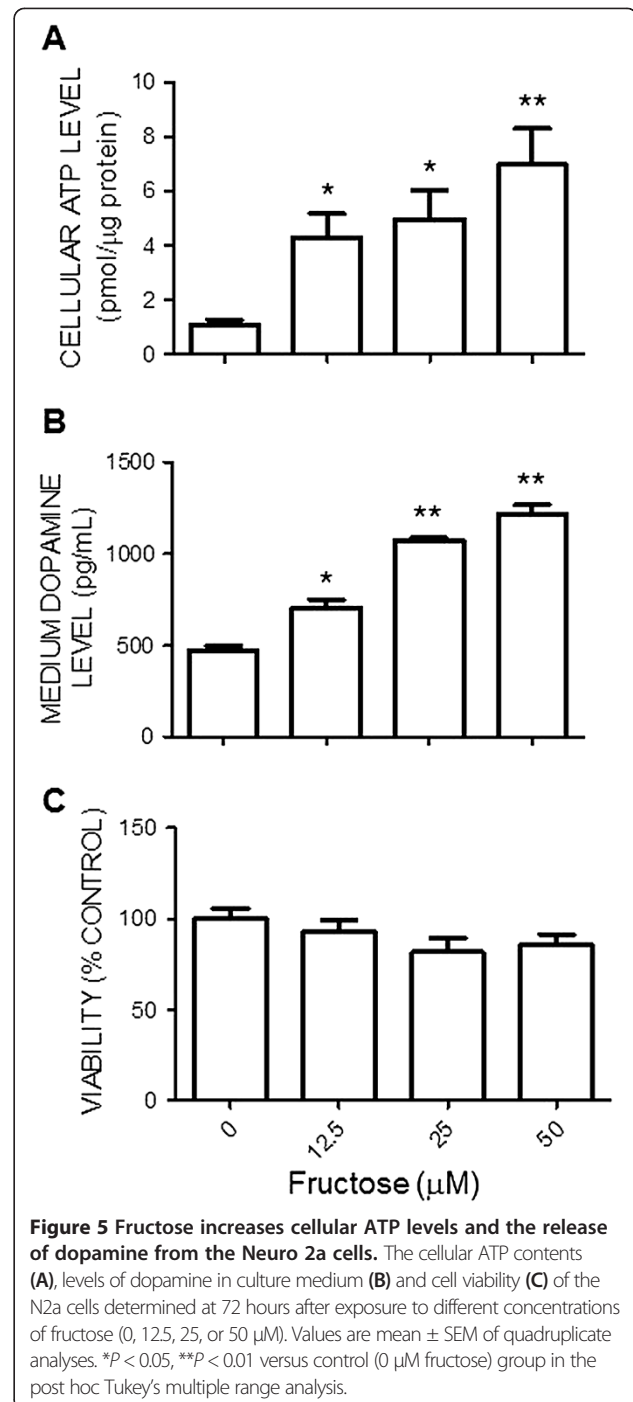 A
CELLULAR ATP LEVEL
(pmol/μg protein)
10
8
6
4
2
0
*
*
**
B
MEDIUM DOPAMINE
LEVEL (pg/mL)
1500
1000
500
0
*
**
**
C
VIABILITY (% CONTROL)
150
100
50
0
0
12.5
25
50
Fructose (μM)
Figure 5 Fructose increases cellular ATP levels and the release
of dopamine from the Neuro 2a cells. The cellular ATP contents
(A), levels of dopamine in culture medium (B) and cell viability (C) of the
N2a cells determined at 72 hours after exposure to different concentrations
of fructose (0, 12.5, 25, or 50 μM). Values are mean ± SEM of quadruplicate
analyses. *P < 0.05, **P < 0.01 versus control (0 μM fructose) group in the
post hoc Tukey's multiple range analysis.